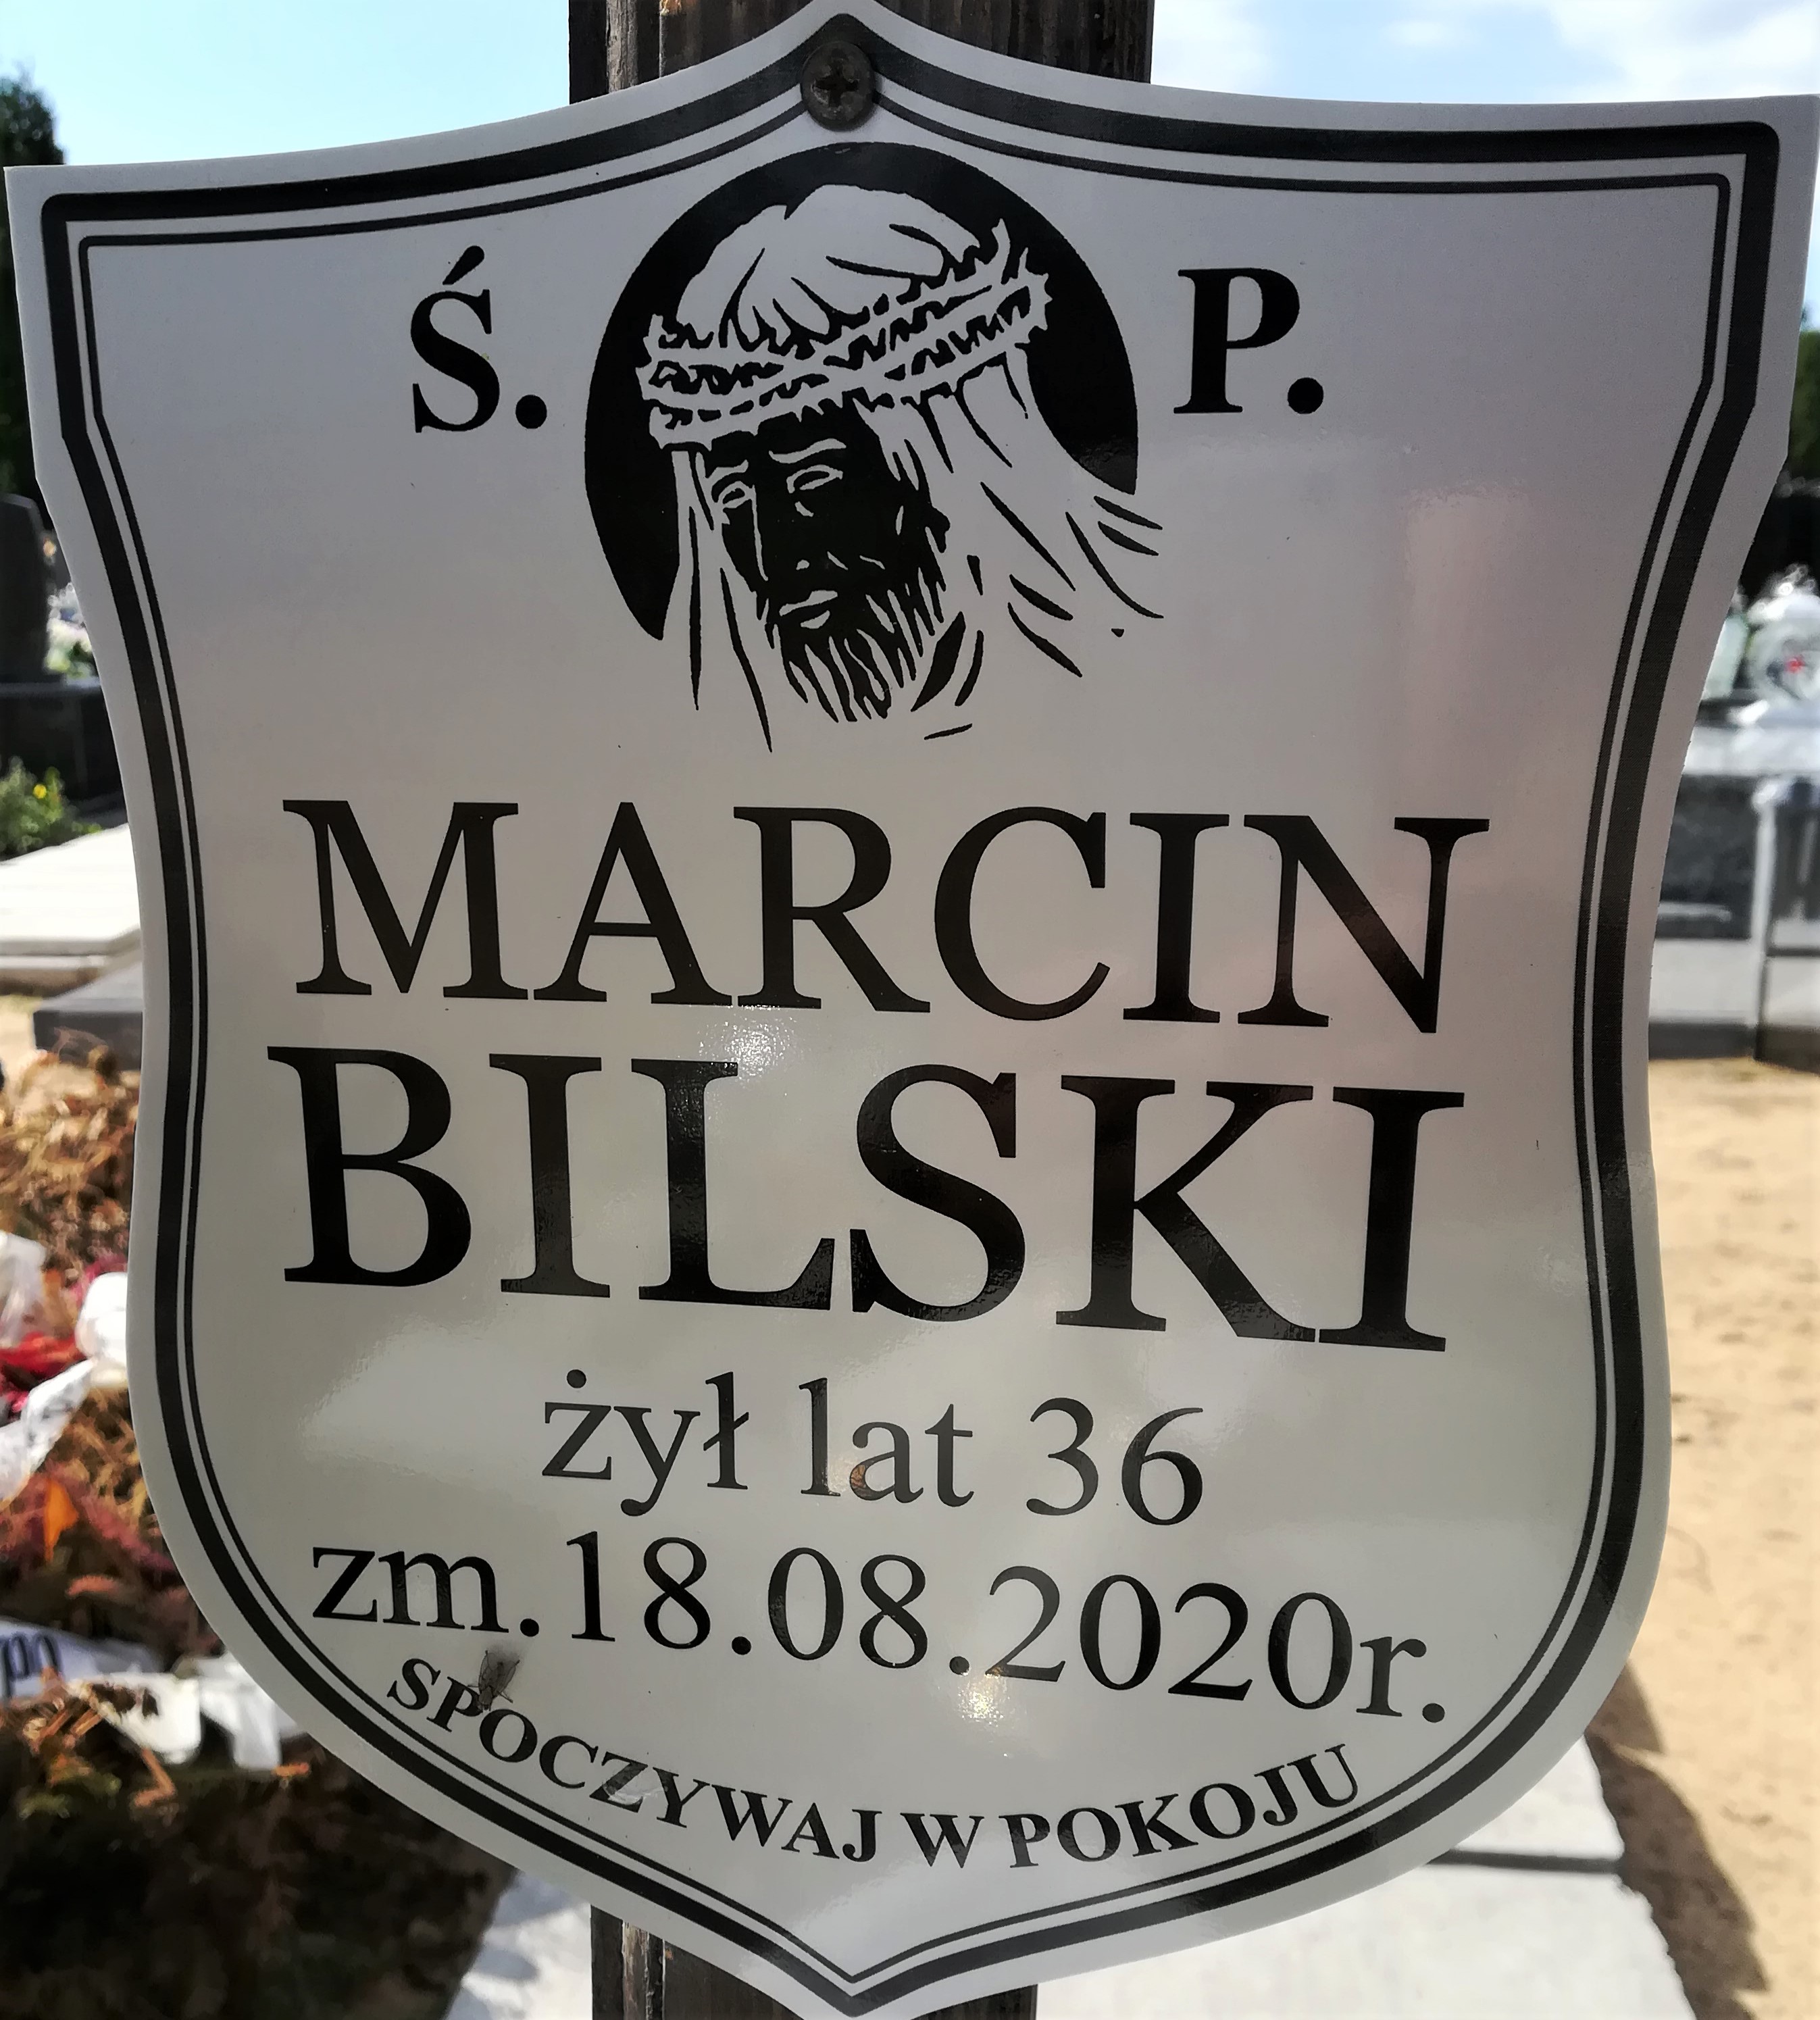 Ś. P.
MARCIN
BILSKI
żył lat 36
zm.18.08.2020r.
SPOCZYWAJ W POKOJU